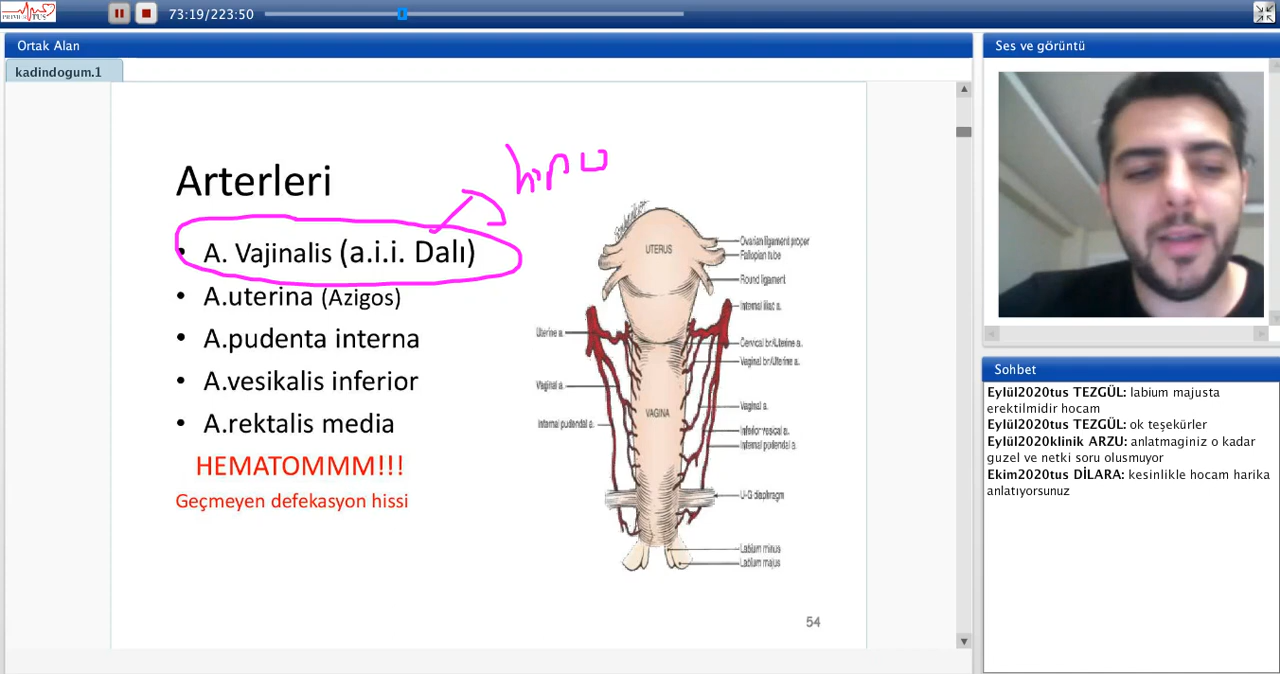 PREMIER TUS
73:19/223:50
Ortak Alan
kadindogum.1
Arterleri
• A. Vajinalis (a.i.i. Dalı)
• A.uterina (Azigos)
• A.pudenta interna
• A.vesikalis inferior
• A.rektalis media
HEMATOMMM!!!
Geçmeyen defekasyon hissi
UTERUS
Ovarian ligament proper
Fallopian tube
Round ligament
Internal iliac a.
Uterine a.
Cervical br/Uterine a.
Vaginal br/Uterine a.
Vaginal a.
Vaginal a.
VAGINA
Internal pudendal a.
Inferior vesical a.
Internal pudendal a.
U-G diaphragm
Labium minus
Labium majus
54
Ses ve görüntü
Sohbet
Eylül2020tus TEZGÜL: labium majusta
erektilmidir hocam
Eylül2020tus TEZGÜL: ok teşekürler
Eylül2020klinik ARZU: anlatmaginiz o kadar
guzel ve netki soru olusmuyor
Ekim2020tus DİLARA: kesinlikle hocam harika
anlatıyorsunuz